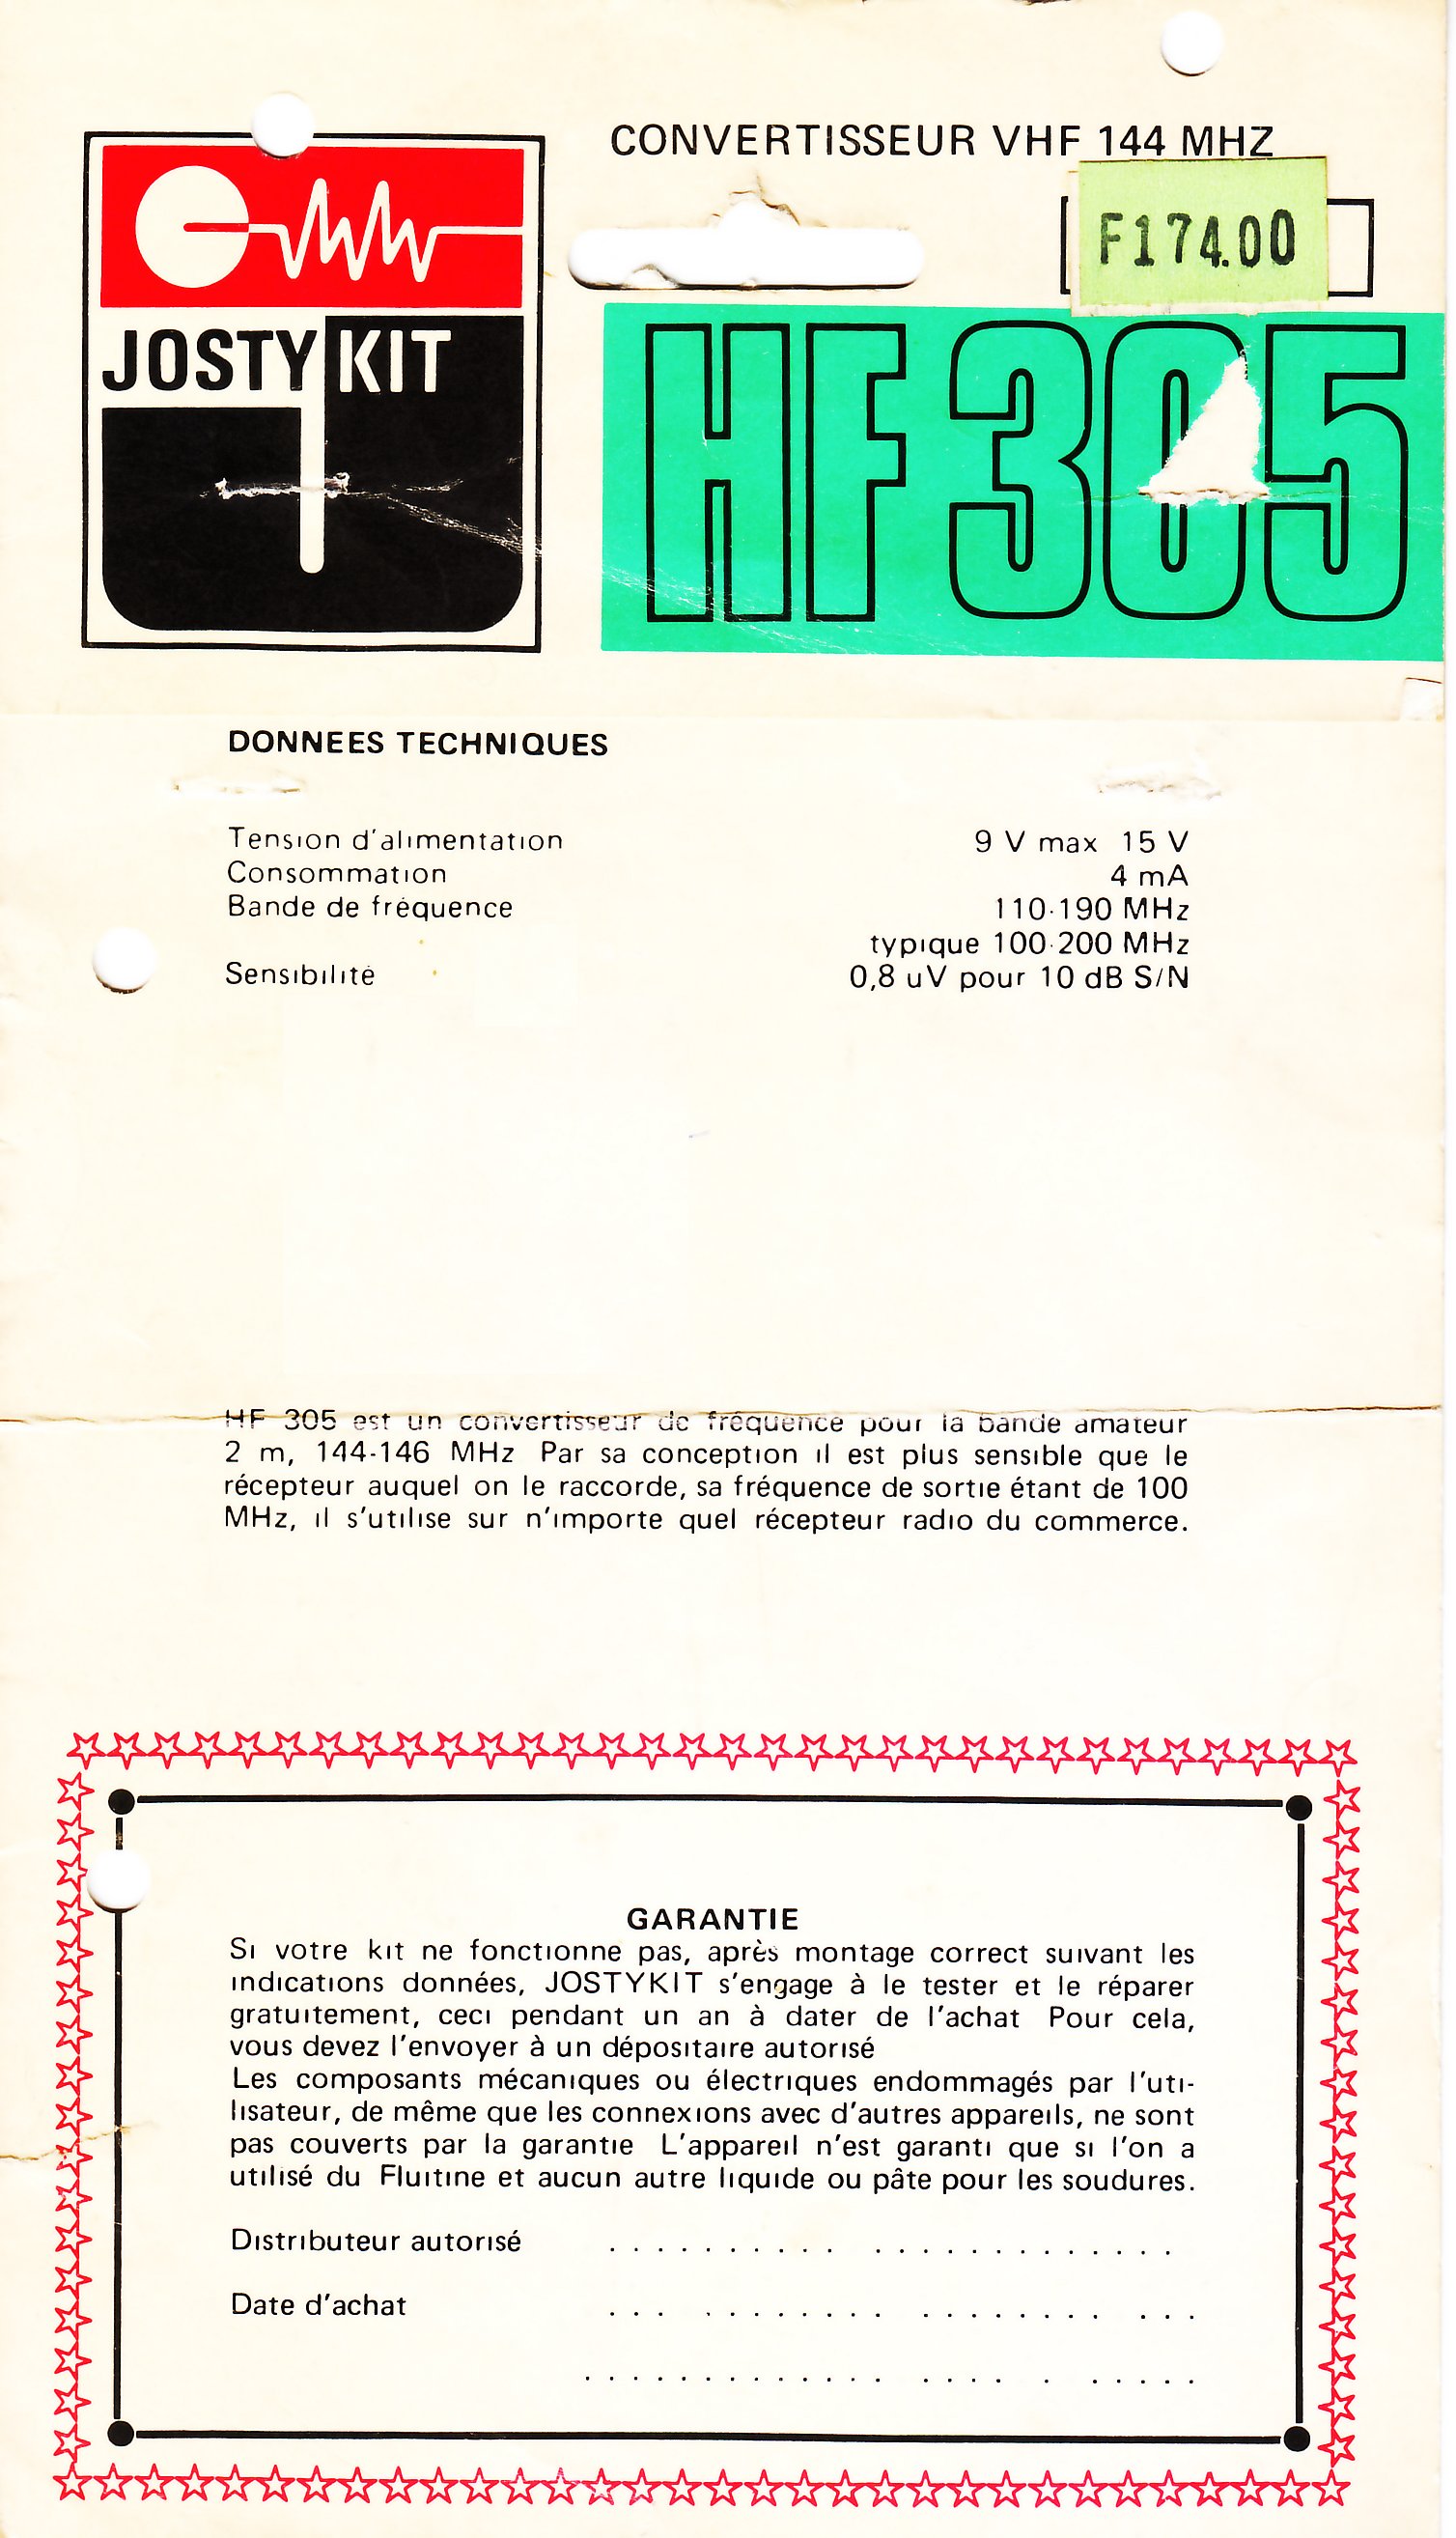 CONVERTISSEUR VHF 144 MHZ
F174.00
JOSTYKIT
HF 305
DONNEES TECHNIQUES
Tension d'alimentation 9 V max 15 V
Consommation 4 mA
Bande de fréquence 110-190 MHz
typique 100-200 MHz
Sensibilité 0,8 uV pour 10 dB S/N
HF 305 est un convertisseur de fréquence pour la bande amateur
2 m, 144-146 MHz Par sa conception il est plus sensible que le
récepteur auquel on le raccorde, sa fréquence de sortie étant de 100
MHz, il s'utilise sur n'importe quel récepteur radio du commerce.
GARANTIE
Si votre kit ne fonctionne pas, après montage correct suivant les
indications données, JOSTYKIT s'engage à le tester et le réparer
gratuitement, ceci pendant un an à dater de l'achat Pour cela,
vous devez l'envoyer à un dépositaire autorisé
Les composants mécaniques ou électriques endommagés par l'uti-
lisateur, de même que les connexions avec d'autres appareils, ne sont
pas couverts par la garantie L'appareil n'est garanti que si l'on a
utilisé du Fluitine et aucun autre liquide ou pâte pour les soudures.
Distributeur autorisé . . . . . . . . . . . . . . . . . . . . . . .
Date d'achat . . . . . . . . . . . . . . . . . . . . . .
. . . . . . . . . . . . . . . . . . . . . . .